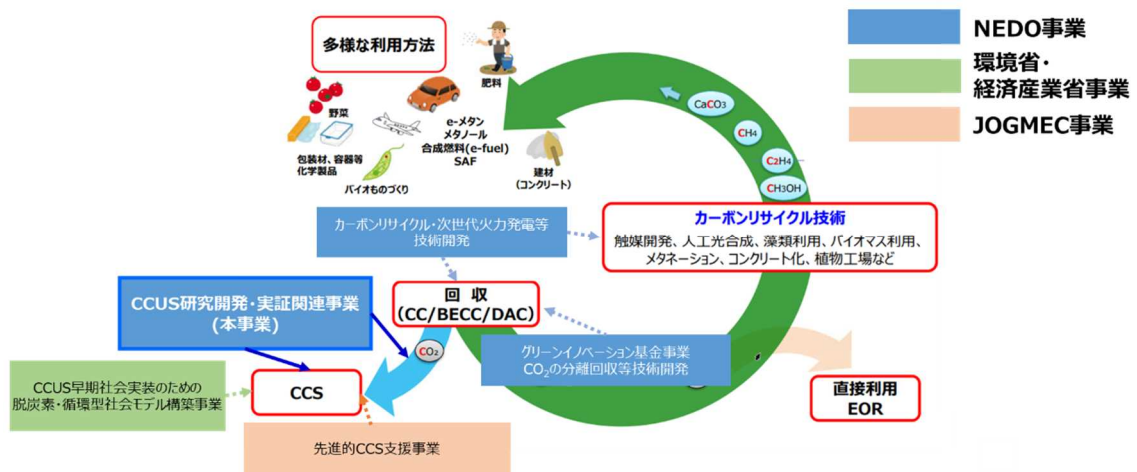 多様な利用方法
肥料
野菜
e-メタン
メタノール
合成燃料(e-fuel)
SAF
包装材、容器等
化学製品
バイオものづくり
建材
(コンクリート)
CaCO3
CH4
C2H4
CH3OH
NEDO事業
環境省・
経済産業省事業
JOGMEC事業
カーボンリサイクル・次世代火力発電等
技術開発
カーボンリサイクル技術
触媒開発、人工光合成、藻類利用、バイオマス利用、
メタネーション、コンクリート化、植物工場など
CCUS研究開発・実証関連事業
(本事業)
回収
(CC/BECC/DAC)
CO2
グリーンイノベーション基金事業
CO2の分離回収等技術開発
CCUS早期社会実装のための
脱炭素・循環型社会モデル構築事業
CCS
直接利用
EOR
先進的CCS支援事業